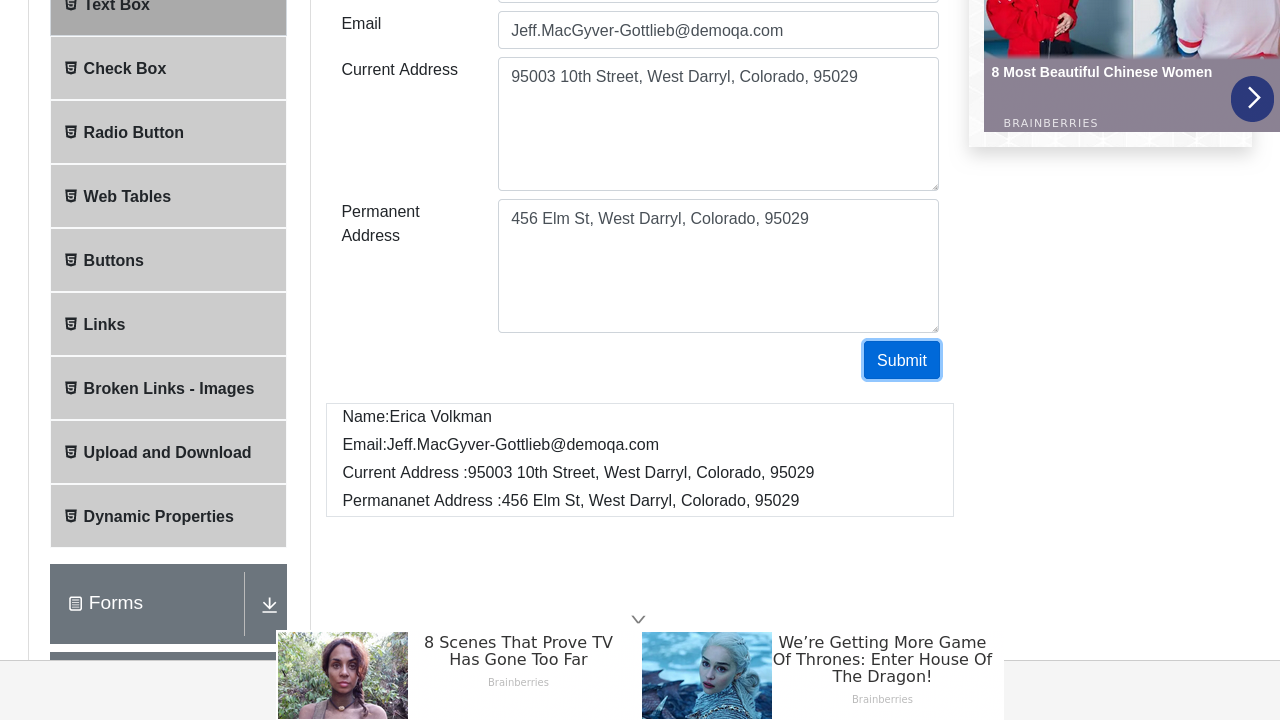 Text Box
Check Box
Radio Button
Web Tables
Buttons
Links
Broken Links - Images
Upload and Download
Dynamic Properties
Forms
Email
Jeff.MacGyver-Gottlieb@demoqa.com
Current Address
95003 10th Street, West Darryl, Colorado, 95029
Permanent
Address
456 Elm St, West Darryl, Colorado, 95029
Submit
Name:Erica Volkman
Email:Jeff.MacGyver-Gottlieb@demoqa.com
Current Address :95003 10th Street, West Darryl, Colorado, 95029
Permananet Address :456 Elm St, West Darryl, Colorado, 95029
8 Most Beautiful Chinese Women
BRAINBERRIES
8 Scenes That Prove TV
Has Gone Too Far
Brainberries
We’re Getting More Game
Of Thrones: Enter House Of
The Dragon!
Brainberries